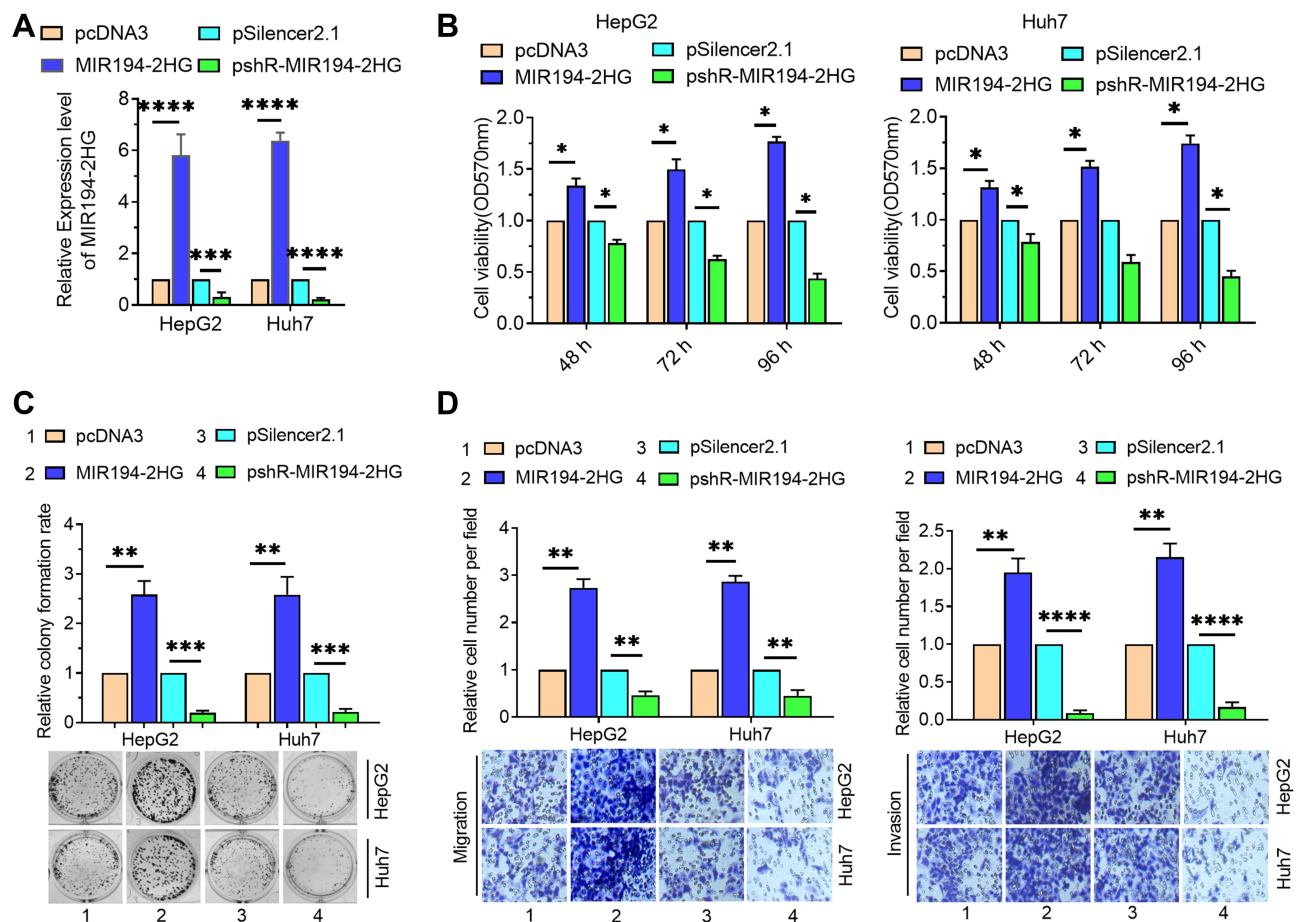 A
pcDNA3
pSilencer2.1
MIR194-2HG
pshR-MIR194-2HG
Relative Expression level
of MIR194-2HG
8
6
4
2
0
****
***
****
****
HepG2
Huh7
B
HepG2
pcDNA3
pSilencer2.1
MIR194-2HG
pshR-MIR194-2HG
Cell viability(OD570nm)
2.0
1.5
1.0
0.5
0.0
*
*
*
*
*
*
48 h
72 h
96 h
Huh7
pcDNA3
pSilencer2.1
MIR194-2HG
pshR-MIR194-2HG
Cell viability(OD570nm)
2.0
1.5
1.0
0.5
0.0
*
*
*
*
*
48 h
72 h
96 h
C
1 pcDNA3
3 pSilencer2.1
2 MIR194-2HG
4 pshR-MIR194-2HG
Relative colony formation rate
4
3
2
1
0
**
***
**
***
HepG2
Huh7
HepG2
Huh7
1 2 3 4
D
1 pcDNA3
3 pSilencer2.1
2 MIR194-2HG
4 pshR-MIR194-2HG
Relative cell number per field
4
3
2
1
0
**
**
**
**
HepG2
Huh7
Migration
HepG2
Huh7
1 2 3 4
1 pcDNA3
3 pSilencer2.1
2 MIR194-2HG
4 pshR-MIR194-2HG
Relative cell number per field
2.5
2.0
1.5
1.0
0.5
0.0
**
****
**
****
HepG2
Huh7
Invasion
HepG2
Huh7
1 2 3 4